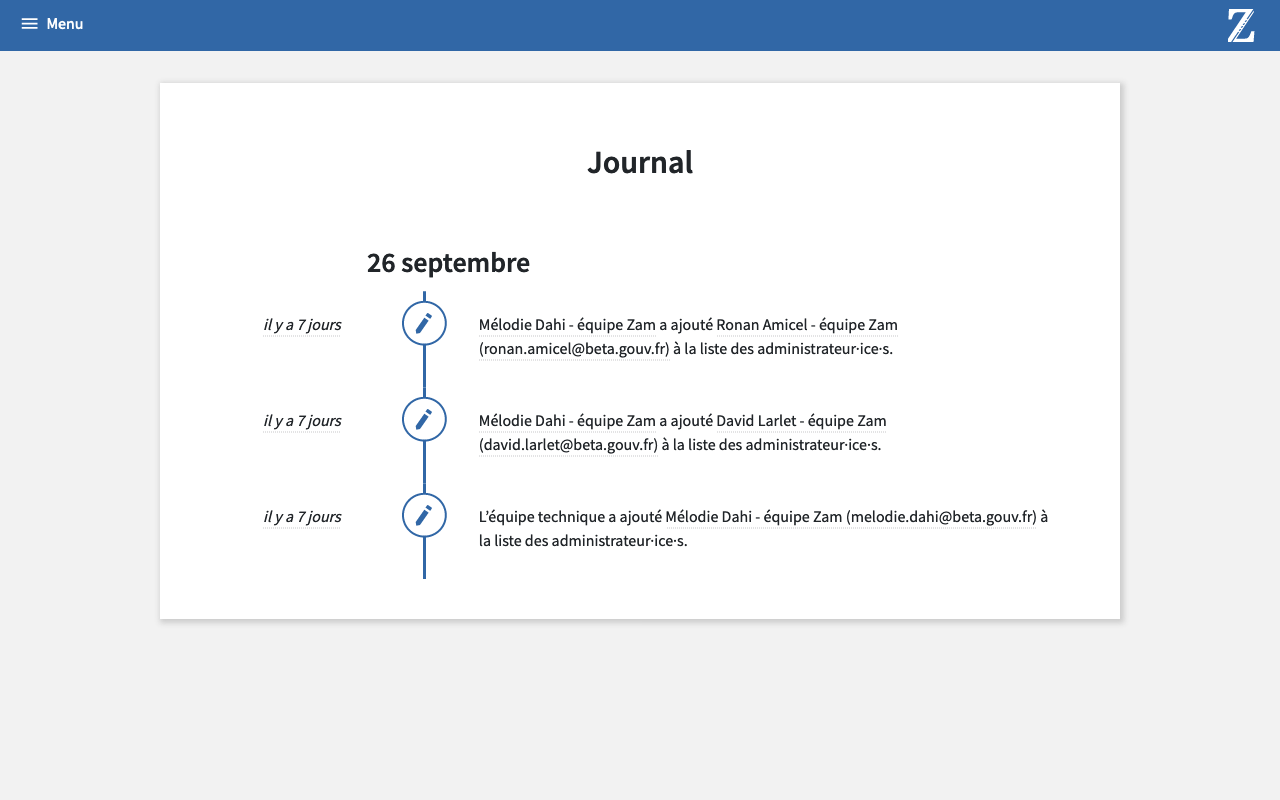 Menu
Z
Journal
26 septembre
il y a 7 jours
Mélodie Dahi - équipe Zam a ajouté Ronan Amicel - équipe Zam
(ronan.amicel@beta.gouv.fr) à la liste des administrateur·ice·s.
il y a 7 jours
Mélodie Dahi - équipe Zam a ajouté David Larlet - équipe Zam
(david.larlet@beta.gouv.fr) à la liste des administrateur·ice·s.
il y a 7 jours
L’équipe technique a ajouté Mélodie Dahi - équipe Zam (melodie.dahi@beta.gouv.fr) à
la liste des administrateur·ice·s.